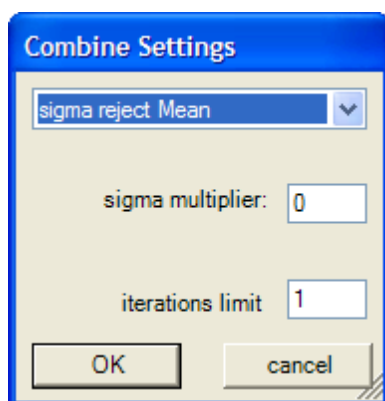 Combine Settings
sigma reject Mean
sigma multiplier: 0
iterations limit 1
OK cancel